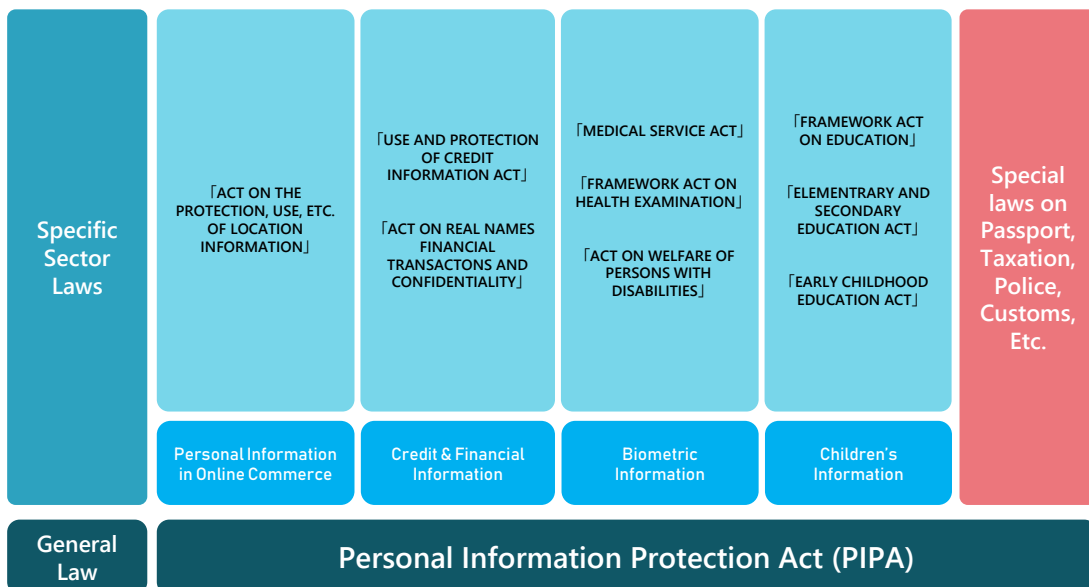 Specific
Sector
Laws
「ACT ON THE
PROTECTION, USE, ETC.
OF LOCATION
INFORMATION」
「USE AND PROTECTION
OF CREDIT
INFORMATION ACT」
「ACT ON REAL NAMES
FINANCIAL
TRANSACTONS AND
CONFIDENTIALITY」
「MEDICAL SERVICE ACT」
「FRAMEWORK ACT ON
HEALTH EXAMINATION」
「ACT ON WELFARE OF
PERSONS WITH
DISABILITIES」
「FRAMEWORK ACT
ON EDUCATION」
「ELEMENTARY AND
SECONDARY
EDUCATION ACT」
「EARLY CHILDHOOD
EDUCATION ACT」
Special
laws on
Passport,
Taxation,
Police,
Customs,
Etc.
Personal Information
in Online Commerce
Credit & Financial
Information
Biometric
Information
Children's
Information
General
Law
Personal Information Protection Act (PIPA)